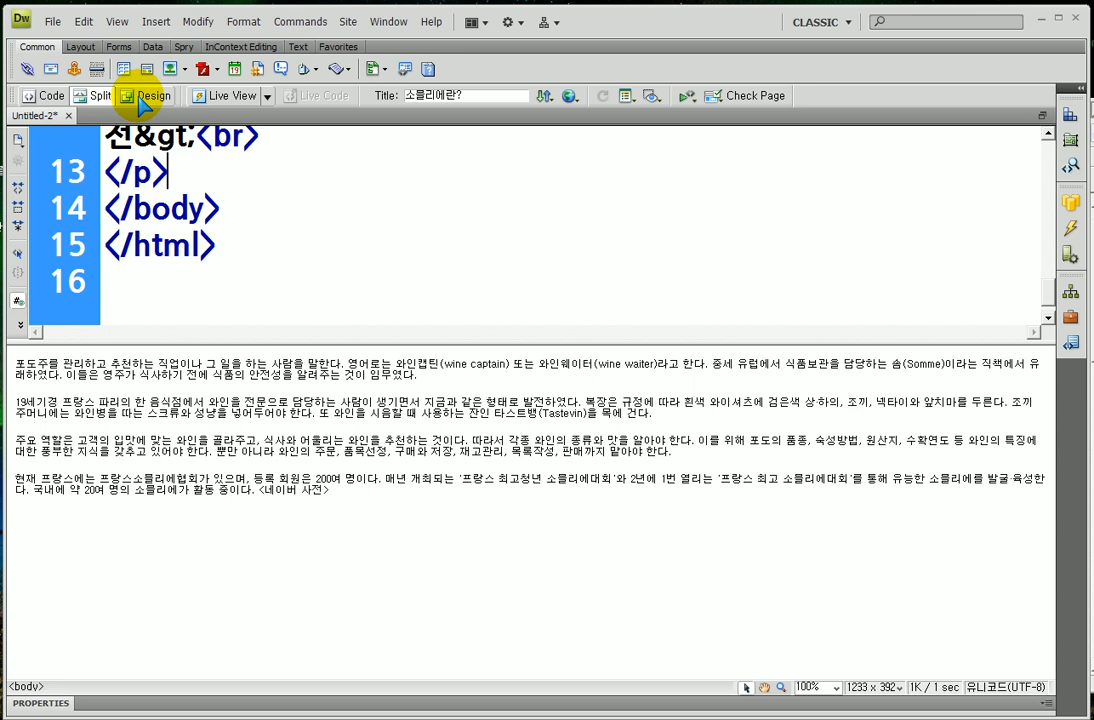 Dw File Edit View Insert Modify Format Commands Site Window Help CLASSIC
Common Layout Forms Data Spry InContext Editing Text Favorites
Code Split Design Live View Live Code Title: 소믈리에란? Check Page
Untitled-2*
전&gt;<br>
13 </p>
14 </body>
15 </html>
16
포도주를 관리하고 추천하는 직업이나 그 일을 하는 사람을 말한다. 영어로는 와인캡틴(wine captain) 또는 와인웨이터(wine waiter)라고 한다. 중세 유럽에서 식품보관을 담당하는 솜(Somme)이라는 직책에서 유
래하였다. 이들은 영주가 식사하기 전에 식품의 안전성을 알려주는 것이 임무였다.
19세기경 프랑스 파리의 한 음식점에서 와인을 전문으로 담당하는 사람이 생기면서 지금과 같은 형태로 발전하였다. 복장은 규정에 따라 흰색 와이셔츠에 검은색 상·하의, 조끼, 넥타이와 앞치마를 두른다. 조끼
주머니에는 와인병을 따는 스크류와 성냥을 넣어두어야 한다. 또 와인을 시음할 때 사용하는 잔인 타스트뱅(Tastevin)을 목에 건다.
주요 역할은 고객의 입맛에 맞는 와인을 골라주고, 식사와 어울리는 와인을 추천하는 것이다. 따라서 각종 와인의 종류와 맛을 알아야 한다. 이를 위해 포도의 품종, 숙성방법, 원산지, 수확연도 등 와인의 특징에
대한 풍부한 지식을 갖추고 있어야 한다. 뿐만 아니라 와인의 주문, 품목선정, 구매와 저장, 재고관리, 목록작성, 판매까지 맡아야 한다.
현재 프랑스에는 프랑스소믈리에협회가 있으며, 등록 회원은 200여 명이다. 매년 개최되는 '프랑스 최고청년 소믈리에대회'와 2년에 1번 열리는 '프랑스 최고 소믈리에대회'를 통해 유능한 소믈리에를 발굴·육성한
다. 국내에 약 20여 명의 소믈리에가 활동 중이다. <네이버 사전>
<body> 100% 1233 x 392 1K / 1 sec 유니코드(UTF-8)
PROPERTIES